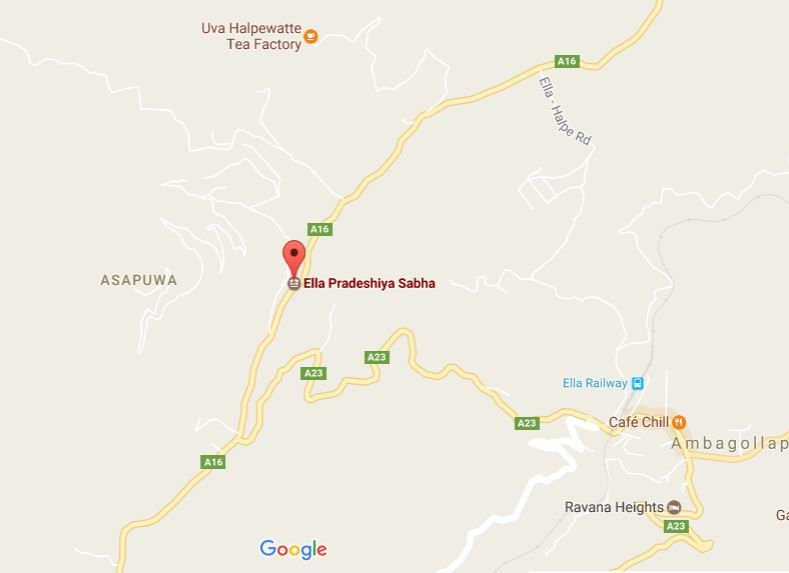 Uva Halpewatte
Tea Factory
A16
Ella - Halpe Rd
A16
Ella Pradeshiya Sabha
ASAPUWA
A23
A23
Ella Railway
A23
Café Chill
Ambagollap
A16
Ravana Heights
Ga
A23
Google